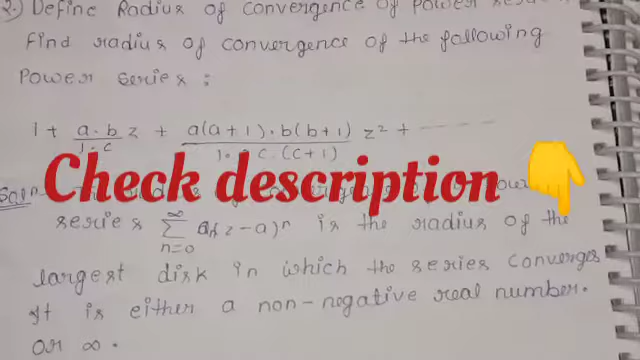 2. Define Radius of convergence of Power
Find radius of convergence of the following
Power series :
1 + a.b/1.c z + a(a+1).b(b+1)/1.2 c.(c+1) z² + ------
Check description 👇
Solⁿ
series ∑ n=0 ∞ aₙ(z-a)ⁿ is the radius of the
largest disk in which the series converges
It is either a non-negative real number.
or ∞.